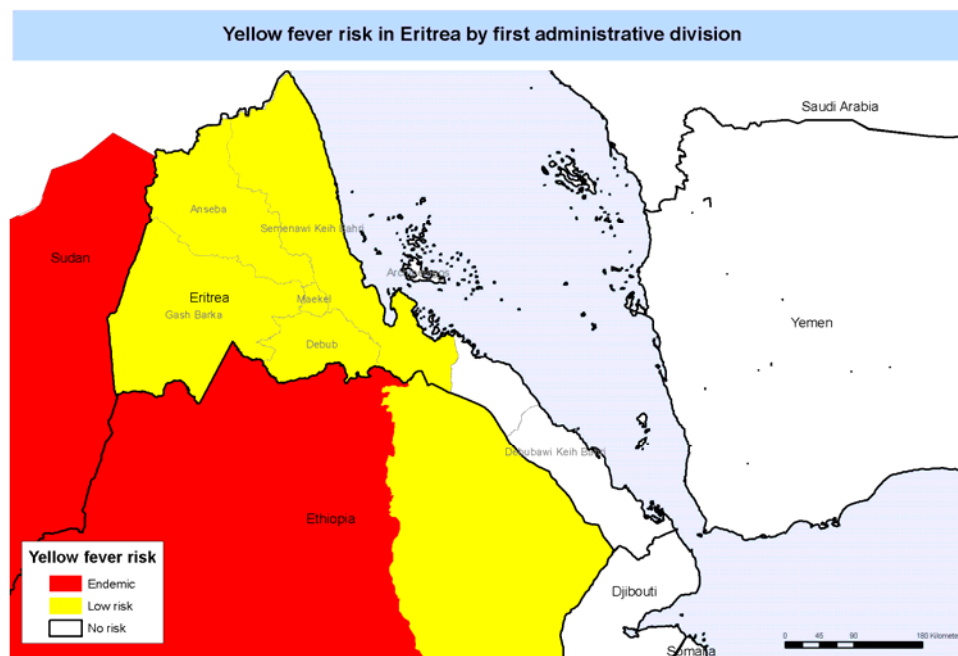 Yellow fever risk in Eritrea by first administrative division
Saudi Arabia
Anseba
Semenawi Keih Bahri
Sudan
Eritrea
Maekel
Gash Barka
Yemen
Debub
Debubawi Keih Bahri
Ethiopia
Yellow fever risk
Endemic
Low risk
No risk
Djibouti
Somalia
0 45 90 180 Kilometers